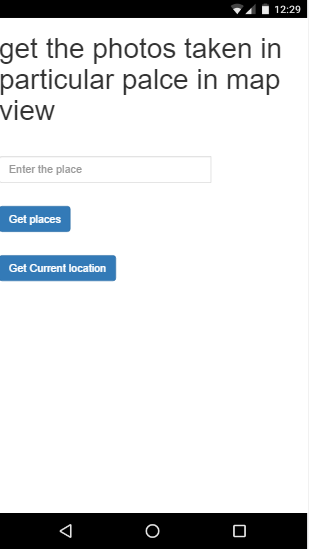 12:29
get the photos taken in
particular palce in map
view
Enter the place
Get places
Get Current location